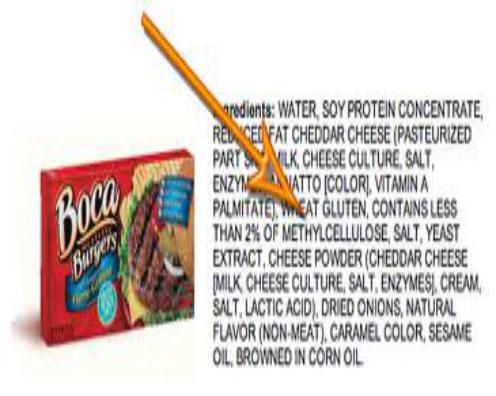 Boca
Burgers
Ingredients: WATER, SOY PROTEIN CONCENTRATE,
REDUCED FAT CHEDDAR CHEESE (PASTEURIZED
PART SKIM MILK, CHEESE CULTURE, SALT,
ENZYMES, ANNATTO [COLOR], VITAMIN A
PALMITATE), WHEAT GLUTEN, CONTAINS LESS
THAN 2% OF METHYLCELLULOSE, SALT, YEAST
EXTRACT, CHEESE POWDER (CHEDDAR CHEESE
[MILK, CHEESE CULTURE, SALT, ENZYMES], CREAM,
SALT, LACTIC ACID), DRIED ONIONS, NATURAL
FLAVOR (NON-MEAT), CARAMEL COLOR, SESAME
OIL, BROWNED IN CORN OIL.